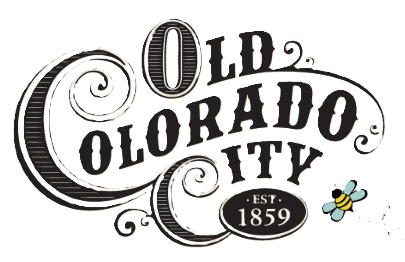 OLD
COLORADO
CITY
· EST ·
1859